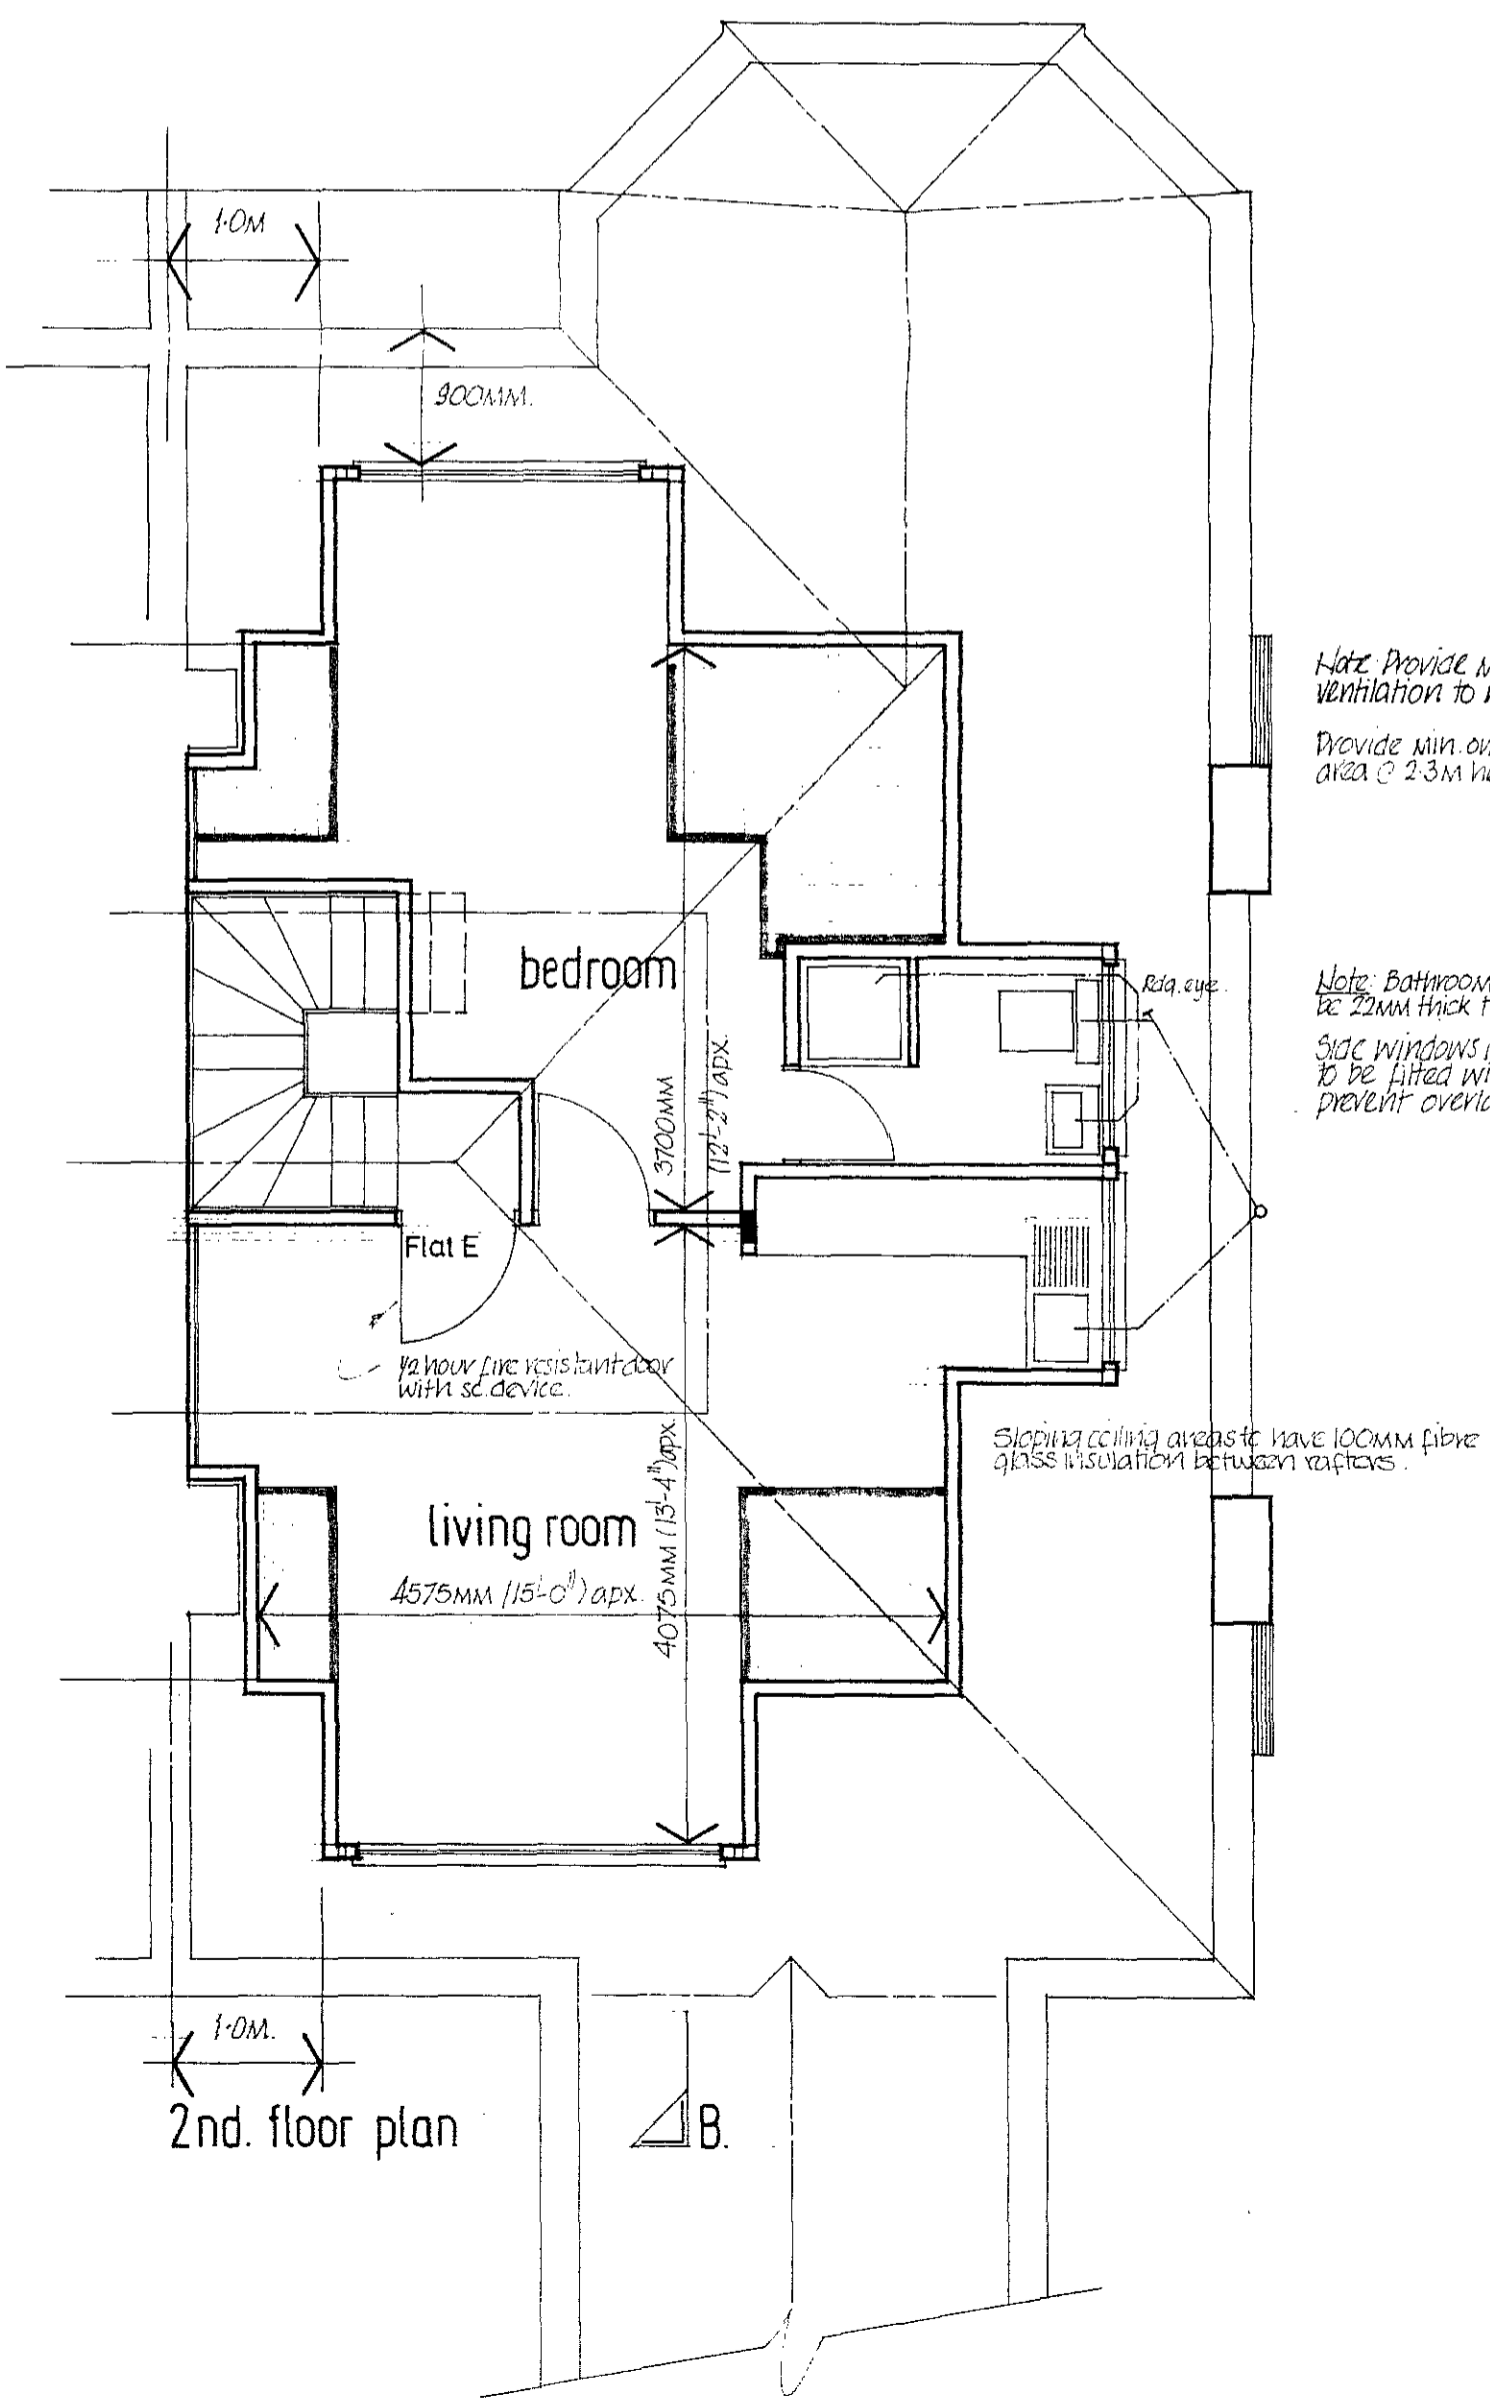 1·0M
900MM.
Note: Provide
ventilation to
Provide Min.
area @ 2·3M
bedroom
Rdg. eye.
Note: Bathroom
be 22MM thick
Side windows
to be fitted
prevent
3700MM
(12'-2") apx.
Flat E
1/2 hour fire resistant door
with sc. device.
Sloping ceiling areas to have 100MM fibre
glass insulation between rafters.
living room
4575MM (15'-0") apx.
4075MM (13'-4") apx.
1·0M.
2nd. floor plan
B.